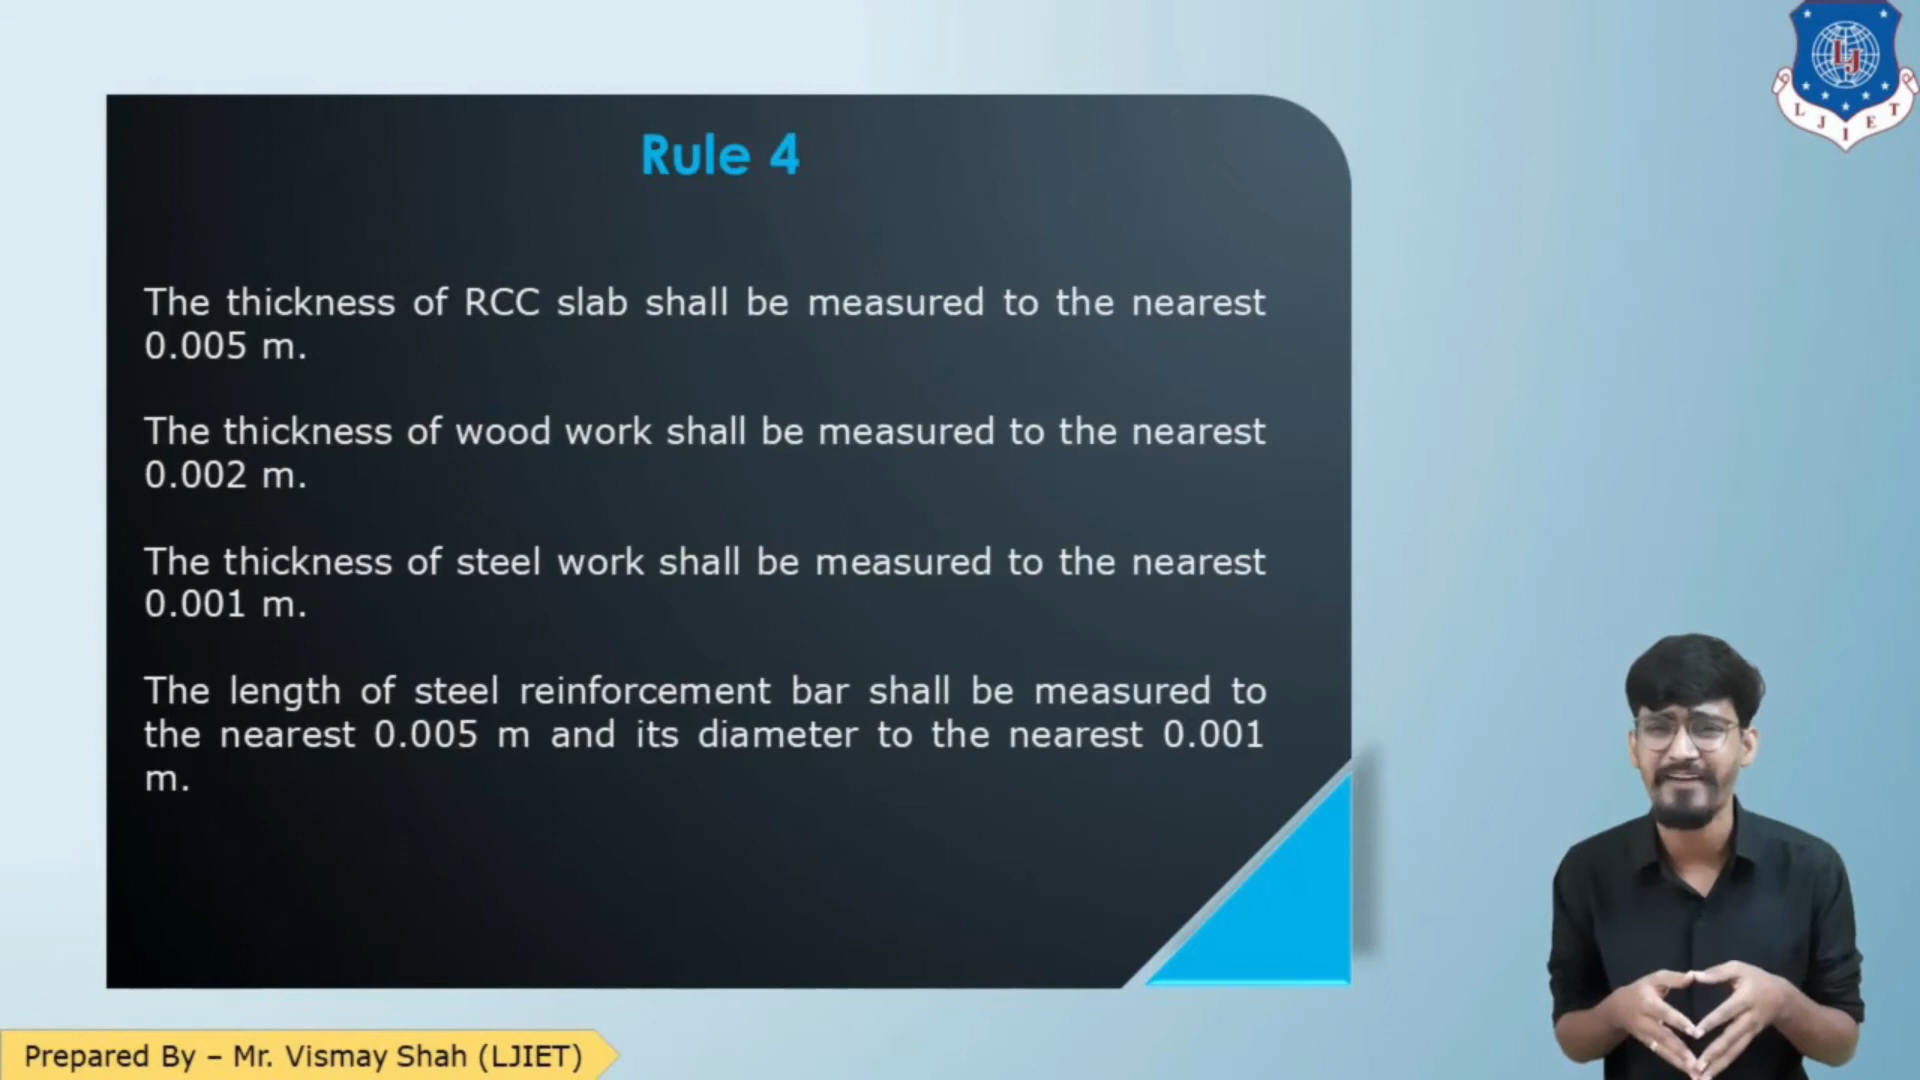 Rule 4
The thickness of RCC slab shall be measured to the nearest
0.005 m.
The thickness of wood work shall be measured to the nearest
0.002 m.
The thickness of steel work shall be measured to the nearest
0.001 m.
The length of steel reinforcement bar shall be measured to
the nearest 0.005 m and its diameter to the nearest 0.001
m.
LJ
L J I E T
Prepared By – Mr. Vismay Shah (LJIET)